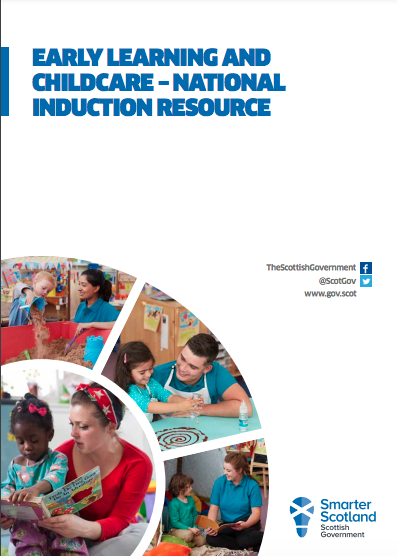 EARLY LEARNING AND
CHILDCARE – NATIONAL
INDUCTION RESOURCE
TheScottishGovernment
@ScotGov
www.gov.scot
Smarter
Scotland
Scottish
Government